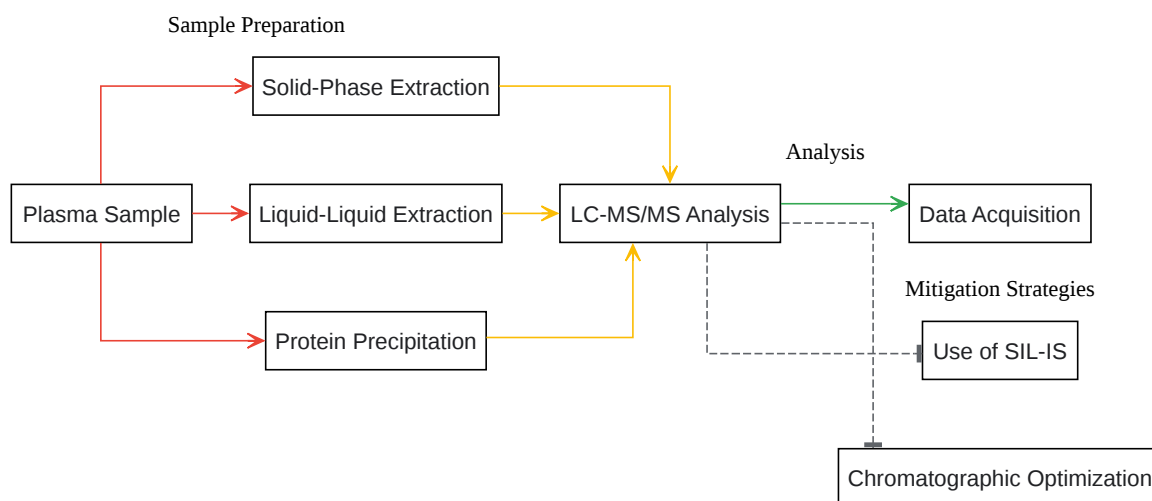 Sample Preparation
Solid-Phase Extraction
Analysis
Plasma Sample
Liquid-Liquid Extraction
LC-MS/MS Analysis
Data Acquisition
Mitigation Strategies
Protein Precipitation
Use of SIL-IS
Chromatographic Optimization